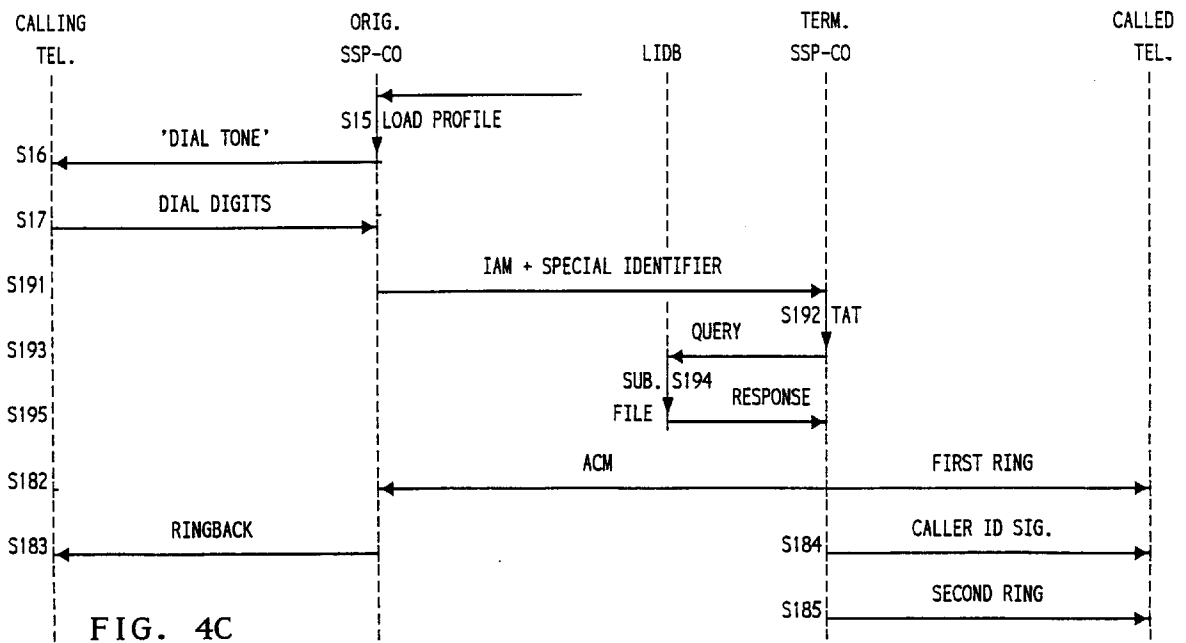 CALLING ORIG. TERM. CALLED
TEL. SSP-CO LIDB SSP-CO TEL.
S15 LOAD PROFILE
'DIAL TONE'
S16
DIAL DIGITS
S17
IAM + SPECIAL IDENTIFIER
S191
S192 TAT
QUERY
S193
SUB. S194
RESPONSE
FILE
S195
ACM FIRST RING
S182
RINGBACK
S183
CALLER ID SIG.
S184
SECOND RING
S185
FIG. 4C